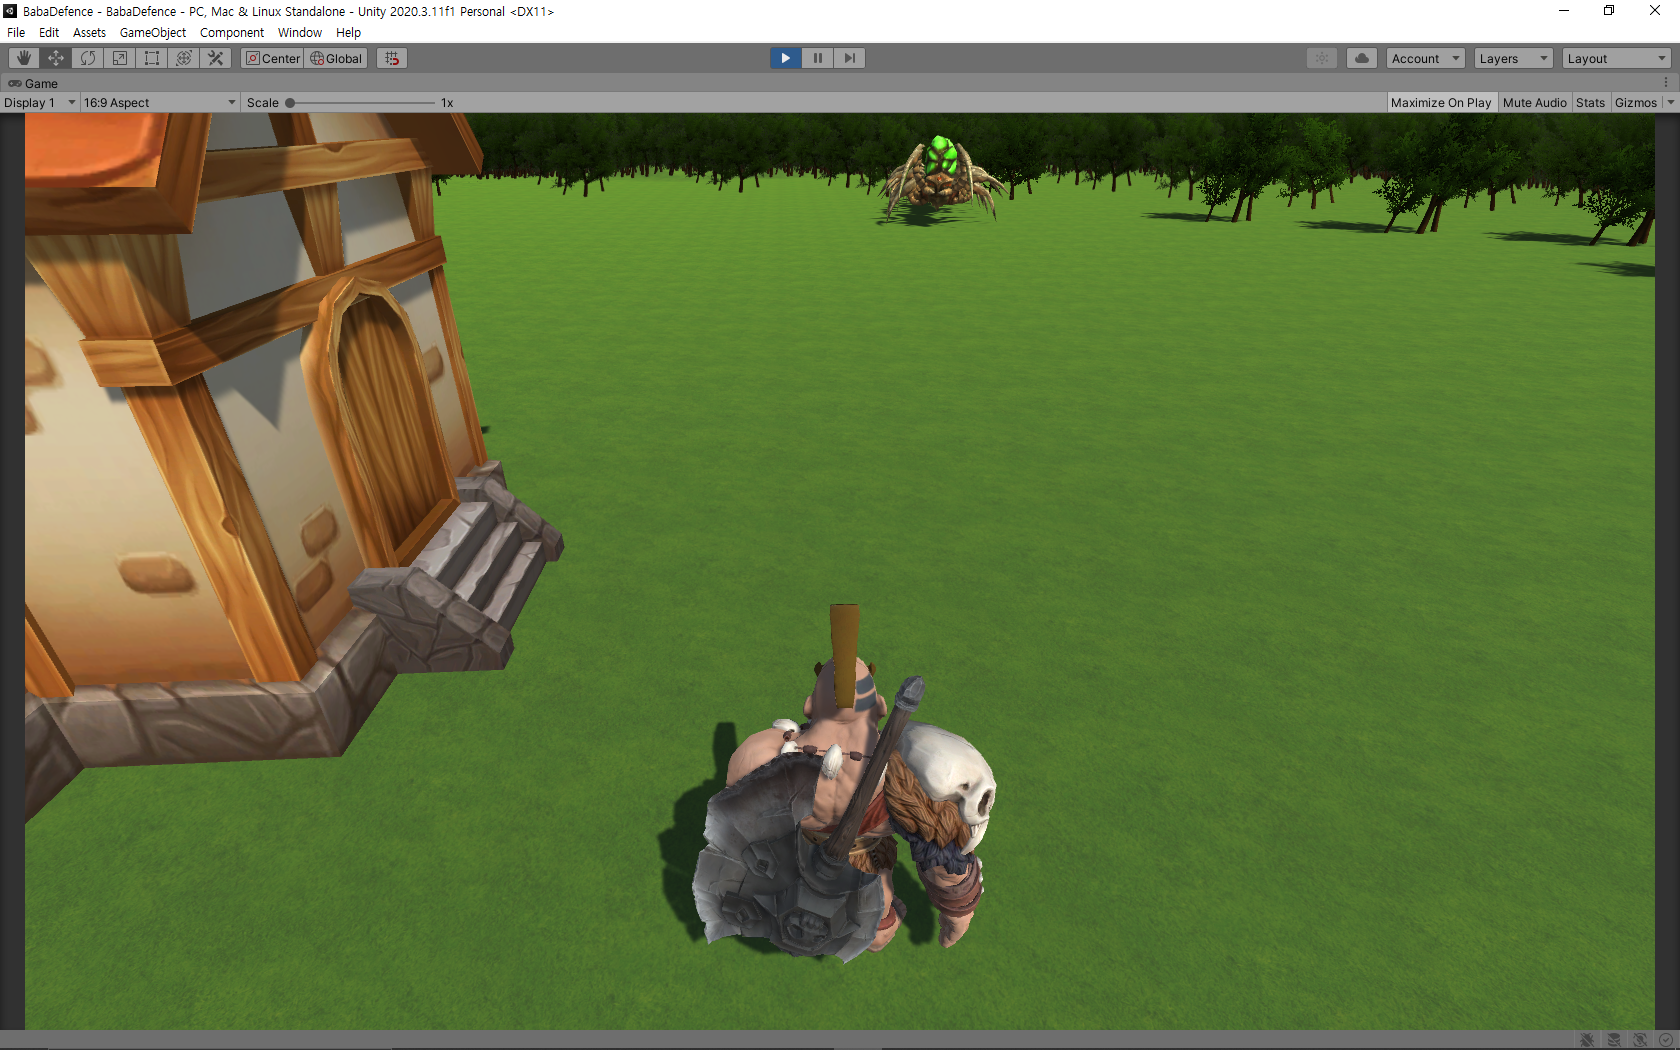 BabaDefence - BabaDefence - PC, Mac & Linux Standalone - Unity 2020.3.11f1 Personal <DX11>
File Edit Assets GameObject Component Window Help
Center Global Account Layers Layout
Game
Display 1 16:9 Aspect Scale 1x Maximize On Play Mute Audio Stats Gizmos